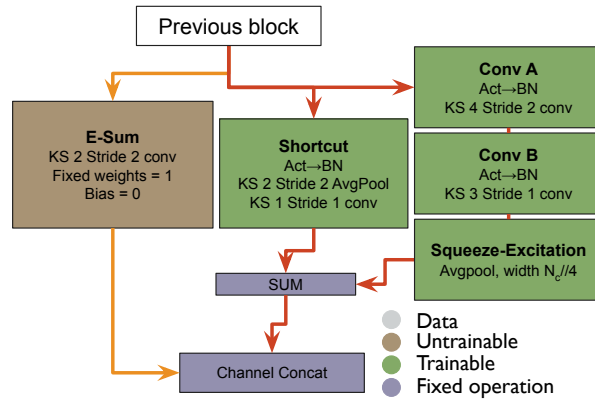 Previous block
E-Sum
KS 2 Stride 2 conv
Fixed weights = 1
Bias = 0
Shortcut
Act→BN
KS 2 Stride 2 AvgPool
KS 1 Stride 1 conv
Conv A
Act→BN
KS 4 Stride 2 conv
Conv B
Act→BN
KS 3 Stride 1 conv
Squeeze-Excitation
Avgpool, width N_c//4
SUM
Channel Concat
Data
Untrainable
Trainable
Fixed operation